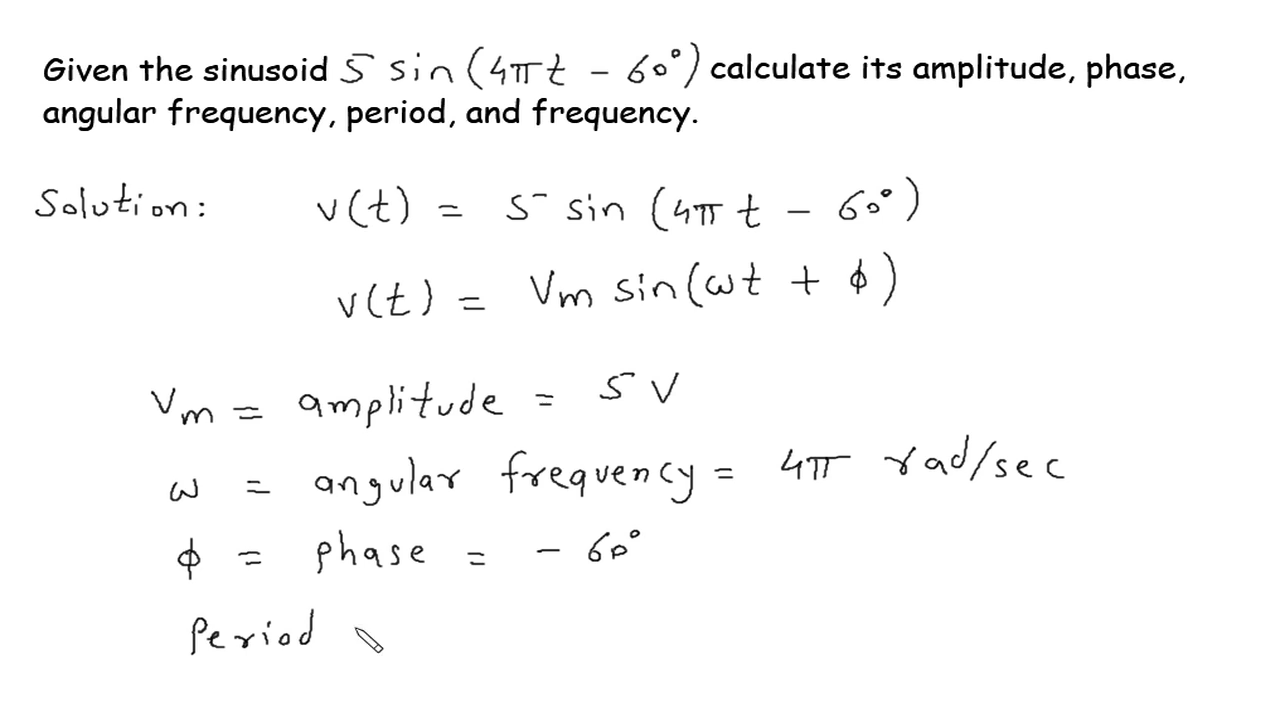 Given the sinusoid 5 sin(4πt - 60°) calculate its amplitude, phase,
angular frequency, period, and frequency.
Solution: v(t) = 5 sin (4πt - 60°)
v(t) = Vm sin(ωt + ϕ)
Vm = amplitude = 5 V
ω = angular frequency = 4π rad/sec
ϕ = phase = - 60°
Period